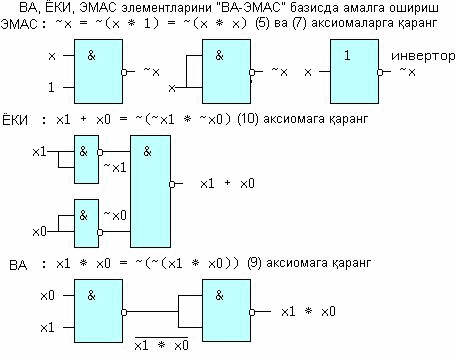 ВА, ЁКИ, ЭМАС элементларини "ВА-ЭМАС" базисда амалга ошириш
ЭМАС : ~x = ~(x * 1) = ~(x * x) (5) ва (7) аксиомаларга қаранг
x & ~x & ~x 1 инвертор
1 x x ~x
ЁКИ : x1 + x0 = ~(~x1 * ~x0) (10) аксиомага қаранг
x1 & &
~x1
x1 + x0
& ~x0
x0
ВА : x1 * x0 = ~(~(x1 * x0)) (9) аксиомага қаранг
x0 & &
x1 * x0
x1
x1 * x0